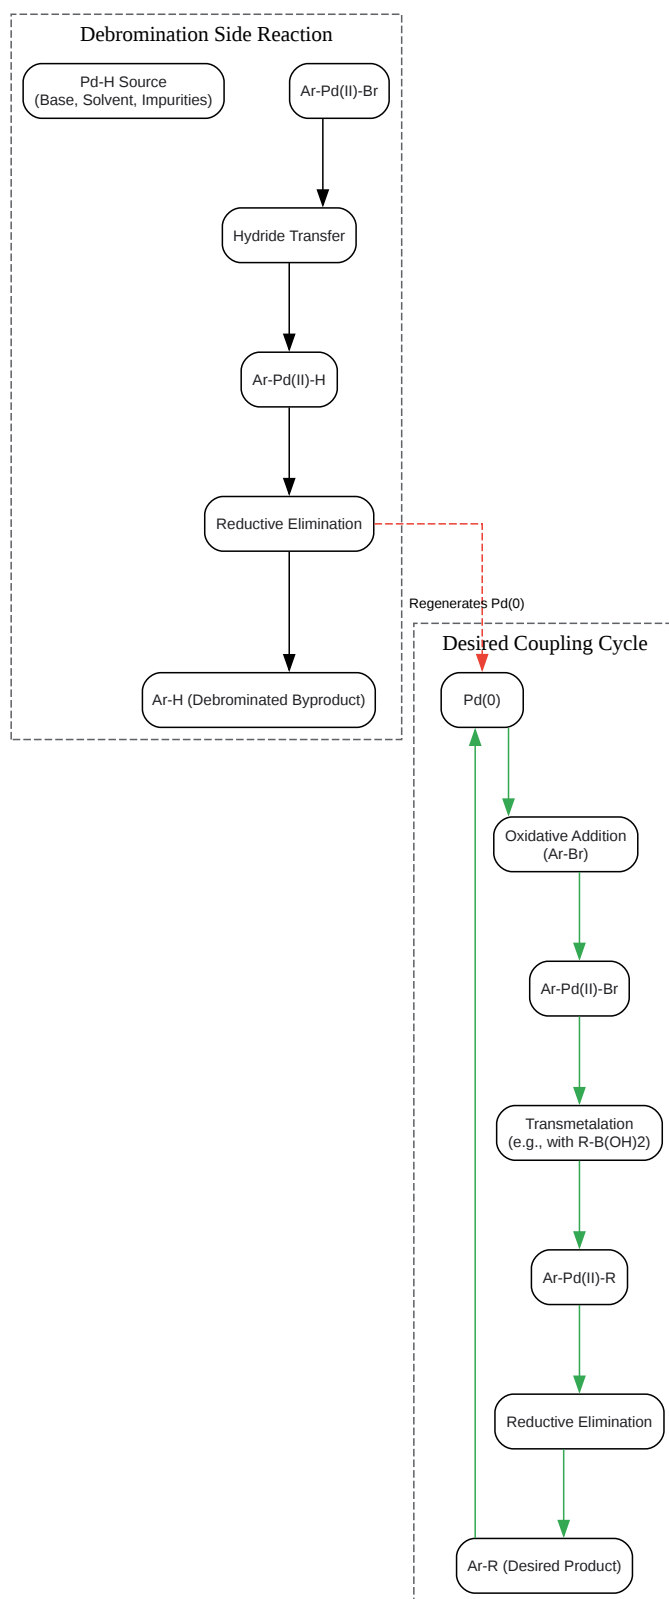 Debromination Side Reaction
Pd-H Source
(Base, Solvent, Impurities)
Ar-Pd(II)-Br
Hydride Transfer
Ar-Pd(II)-H
Reductive Elimination
Ar-H (Debrominated Byproduct)
Regenerates Pd(0)
Desired Coupling Cycle
Pd(0)
Oxidative Addition
(Ar-Br)
Ar-Pd(II)-Br
Transmetalation
(e.g., with R-B(OH)2)
Ar-Pd(II)-R
Reductive Elimination
Ar-R (Desired Product)